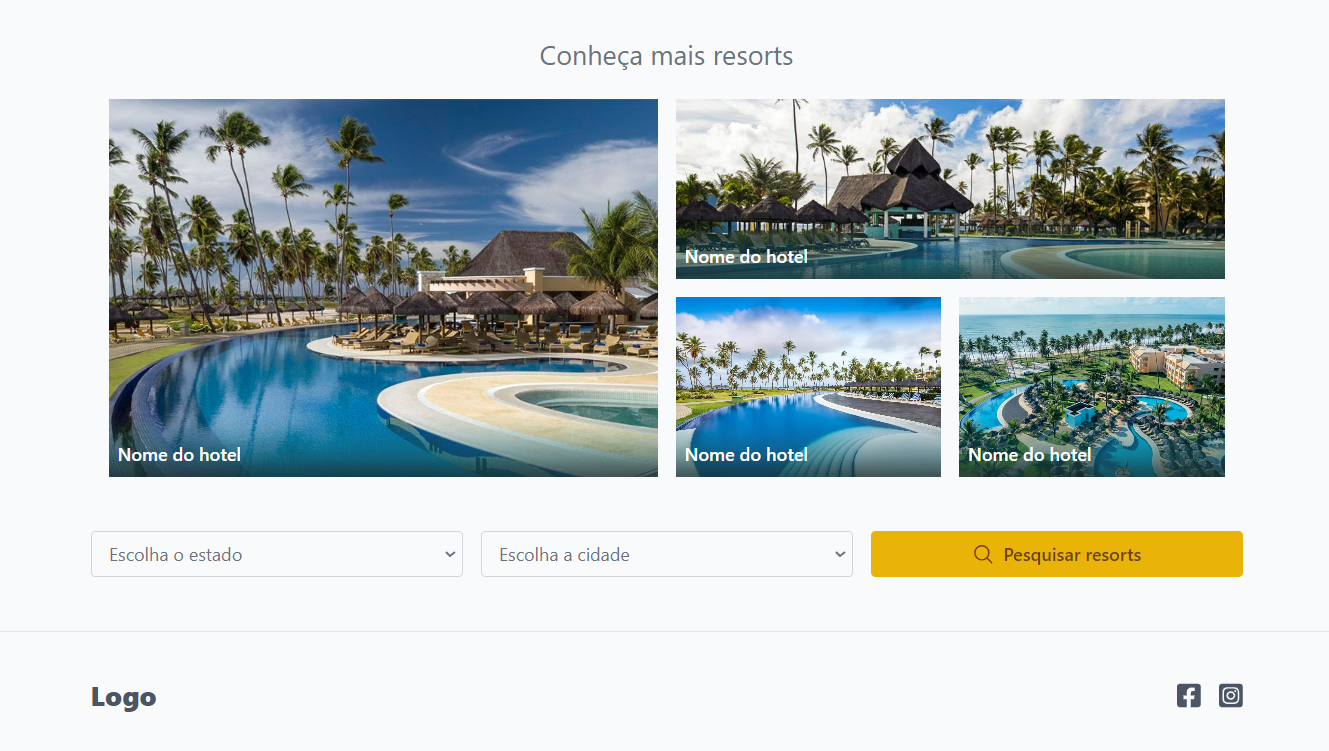 Conheça mais resorts
Nome do hotel
Nome do hotel
Nome do hotel
Nome do hotel
Escolha o estado
Escolha a cidade
Pesquisar resorts
Logo